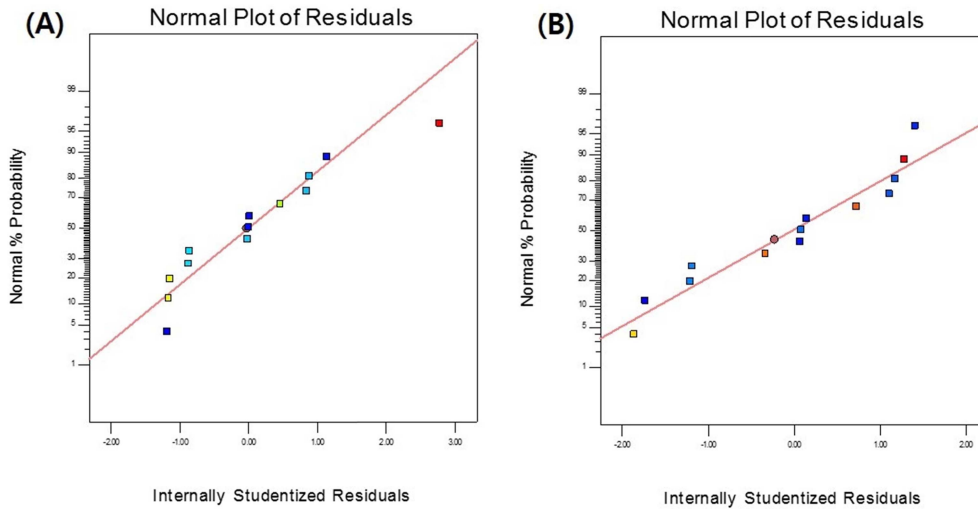 (A)
Normal Plot of Residuals
Normal % Probability
99
95
90
80
70
50
30
20
10
5
1
-2.00 -1.00 0.00 1.00 2.00 3.00
Internally Studentized Residuals
(B)
Normal Plot of Residuals
Normal % Probability
99
95
90
80
70
50
30
20
10
5
1
-2.00 -1.00 0.00 1.00 2.00
Internally Studentized Residuals